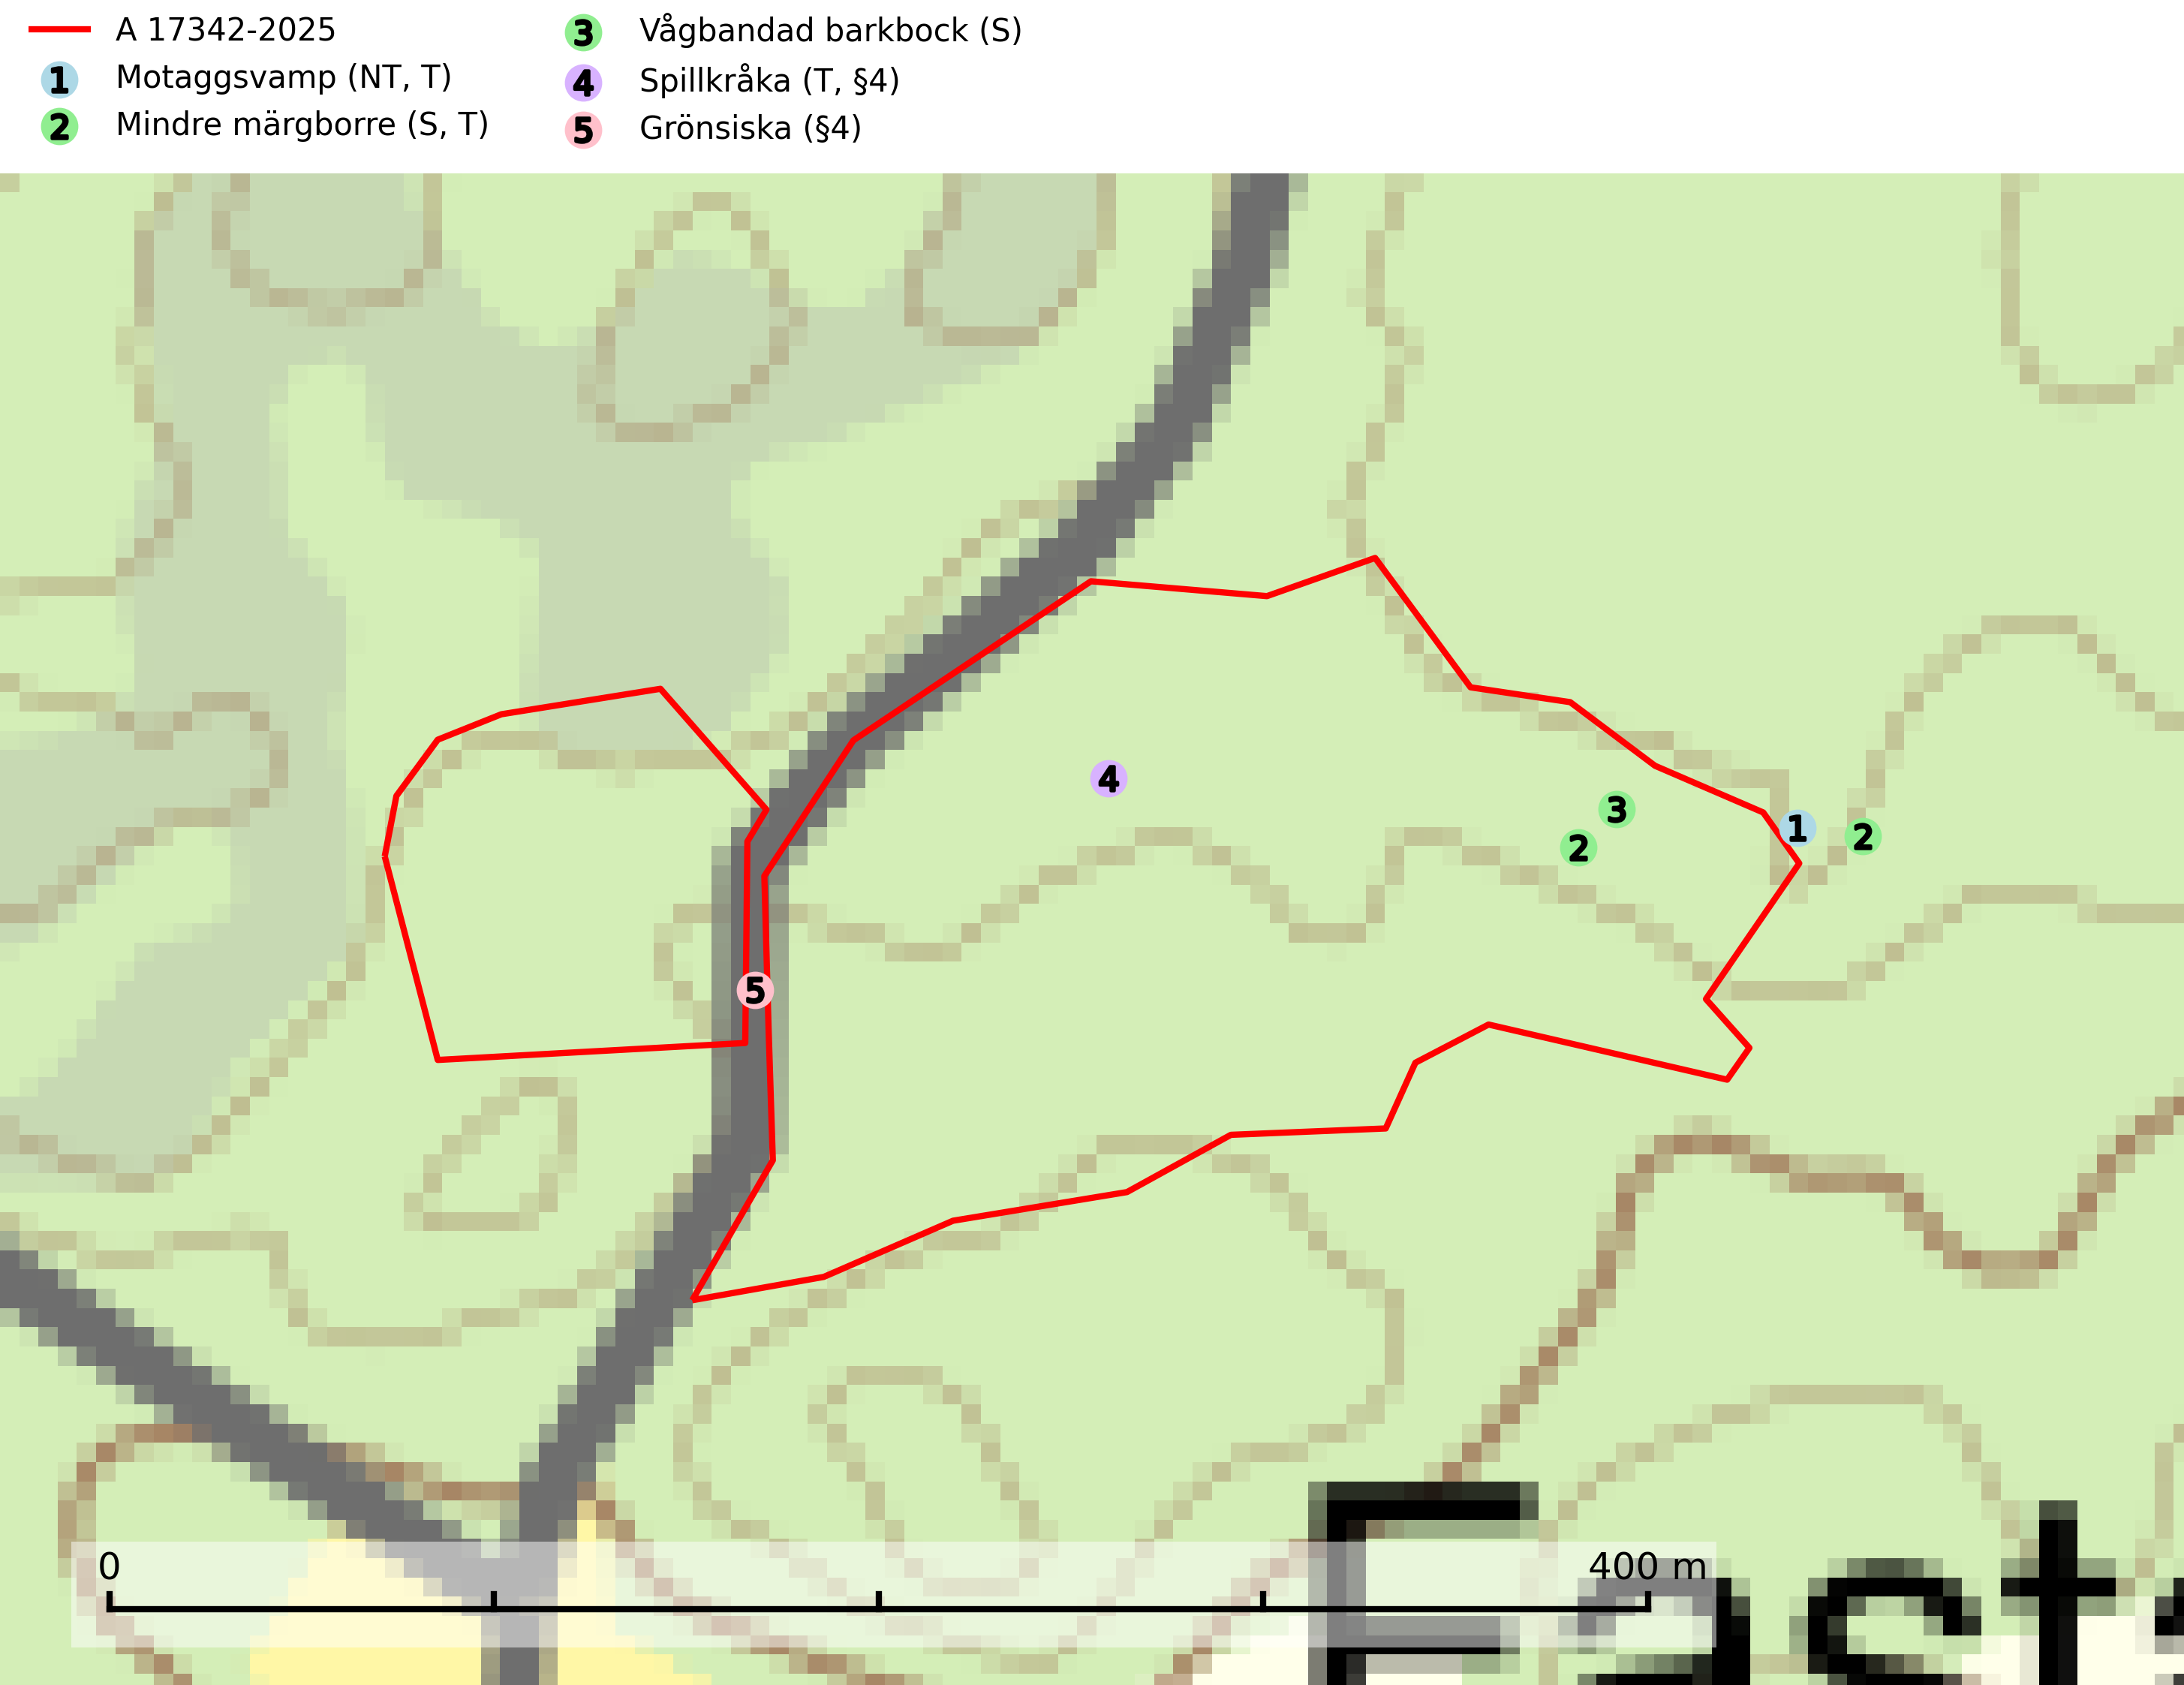 A 17342-2025
1 Motaggsvamp (NT, T)
2 Mindre märgborre (S, T)
3 Vågbandad barkbock (S)
4 Spillkråka (T, §4)
5 Grönsiska (§4)
4
3
2
1
2
5
0
400 m